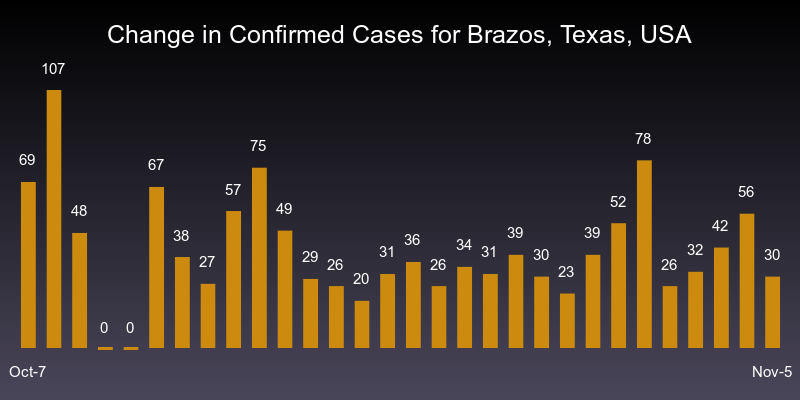 Change in Confirmed Cases for Brazos, Texas, USA
69 107 48 0 0 67 38 27 57 75 49 29 26 20 31 36 26 34 31 39 30 23 39 52 78 26 32 42 56 30
Oct-7 Nov-5